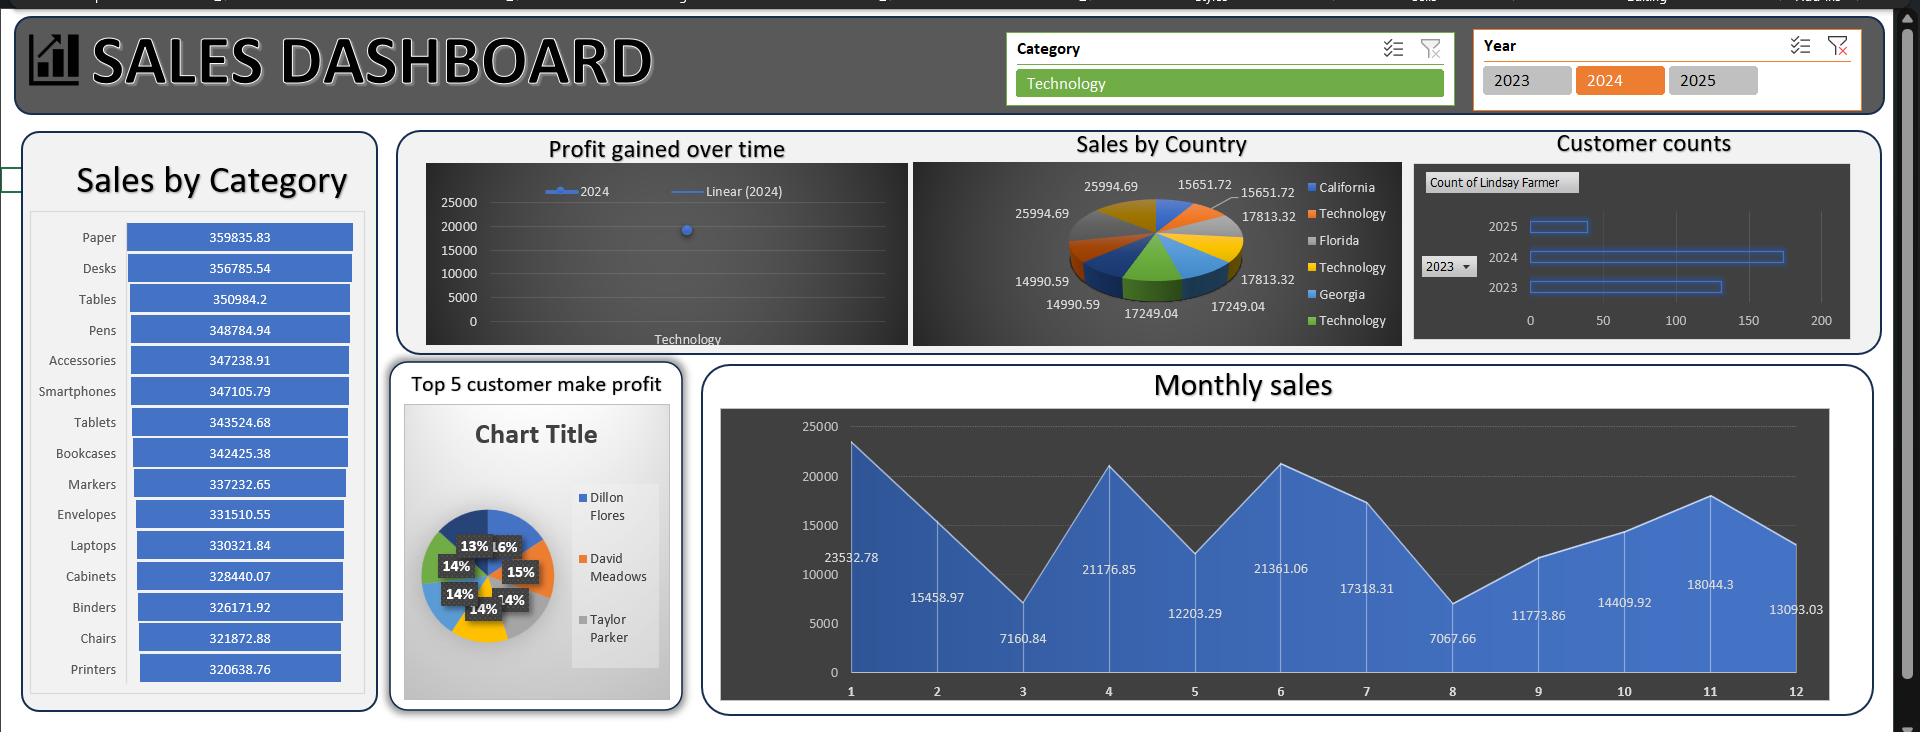 SALES DASHBOARD
Category
Technology
Year
2023
2024
2025
Sales by Category
Paper 359835.83
Desks 356785.54
Tables 350984.2
Pens 348784.94
Accessories 347238.91
Smartphones 347105.79
Tablets 343524.68
Bookcases 342425.38
Markers 337232.65
Envelopes 331510.55
Laptops 330321.84
Cabinets 328440.07
Binders 326171.92
Chairs 321872.88
Printers 320638.76
Profit gained over time
2024 Linear (2024)
25000
20000
15000
10000
5000
0
Technology
Sales by Country
25994.69 15651.72 15651.72
25994.69 17813.32
14990.59 17813.32
14990.59 17249.04 17249.04
California
Technology
Florida
Technology
Georgia
Technology
Customer counts
Count of Lindsay Farmer
2023
2025
2024
2023
0 50 100 150 200
Top 5 customer make profit
Chart Title
13% 16%
14% 15%
14% 14%
14%
Dillon
Flores
David
Meadows
Taylor
Parker
Monthly sales
25000
20000
15000
10000
5000
0
23532.78
15458.97
7160.84
21176.85
12203.29
21361.06
17318.31
7067.66
11773.86
14409.92
18044.3
13093.03
1 2 3 4 5 6 7 8 9 10 11 12